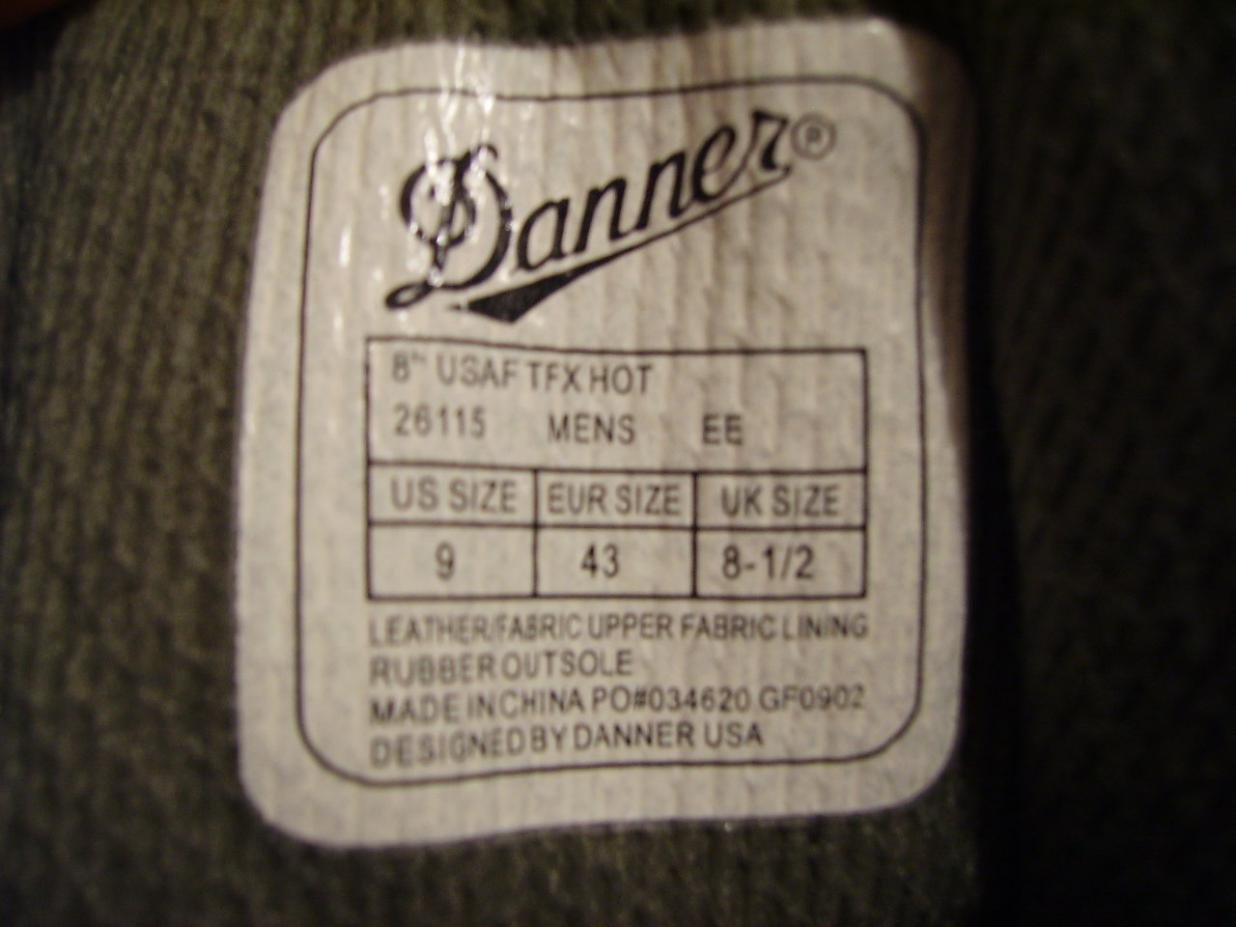 Danner®
8" USAF TFX HOT
26115 MENS EE
US SIZE EUR SIZE UK SIZE
9 43 8-1/2
LEATHER/FABRIC UPPER FABRIC LINING
RUBBER OUTSOLE
MADE IN CHINA PO#034620 GF0902
DESIGNED BY DANNER USA